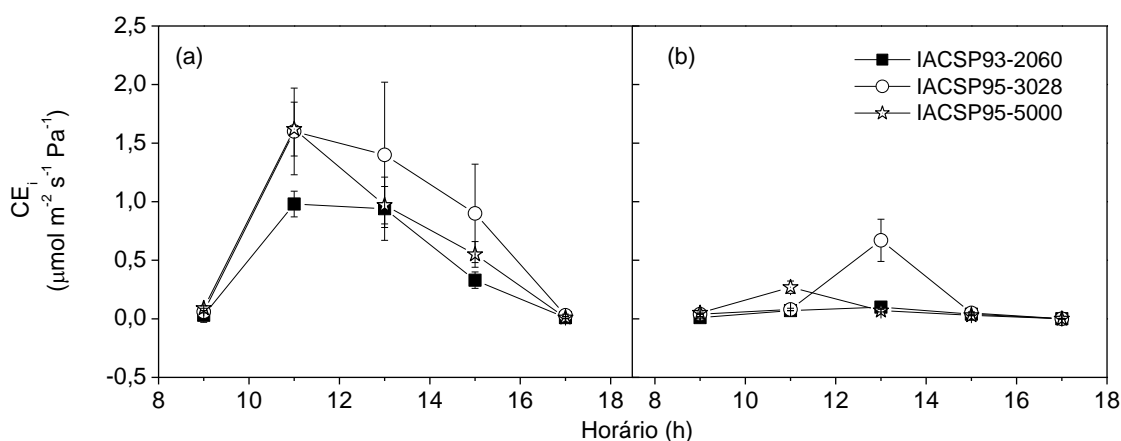 2,5
2,0
1,5
1,0
0,5
0,0
-0,5
CEᵢ
(μmol m⁻² s⁻¹ Pa⁻¹)
(a)
(b)
IACSP93-2060
IACSP95-3028
IACSP95-5000
8 10 12 14 16 18 8 10 12 14 16 18
Horário (h)